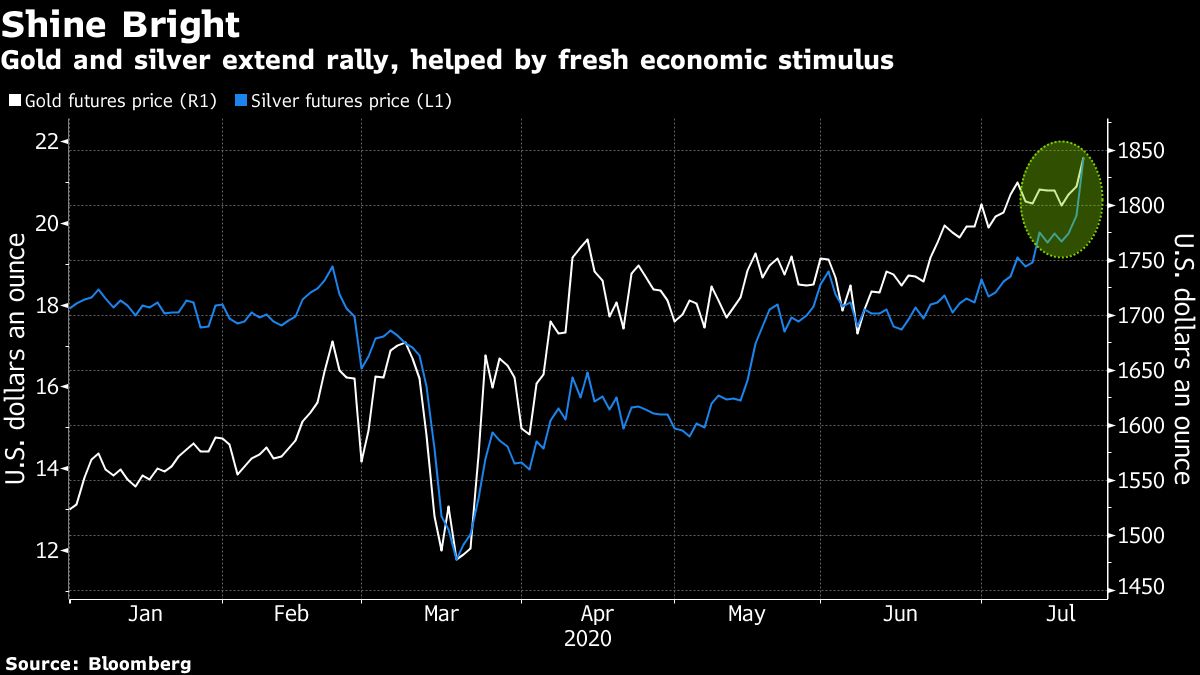 Shine Bright
Gold and silver extend rally, helped by fresh economic stimulus
Gold futures price (R1) Silver futures price (L1)
22
20
18
16
14
12
U.S. dollars an ounce
1850
1800
1750
1700
1650
1600
1550
1500
1450
U.S. dollars an ounce
Jan Feb Mar Apr May Jun Jul
2020
Source: Bloomberg